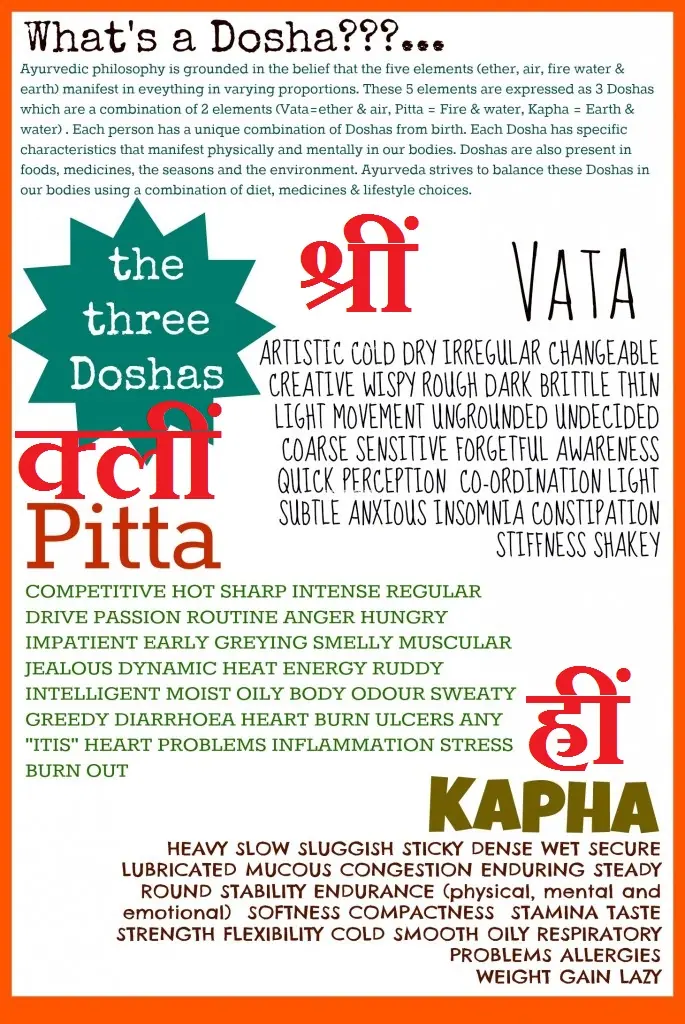 What's a Dosha???...
Ayurvedic philosophy is grounded in the belief that the five elements (ether, air, fire water &
earth) manifest in eveything in varying proportions. These 5 elements are expressed as 3 Doshas
which are a combination of 2 elements (Vata=ether & air, Pitta = Fire & water, Kapha = Earth &
water) . Each person has a unique combination of Doshas from birth. Each Dosha has specific
characteristics that manifest physically and mentally in our bodies. Doshas are also present in
foods, medicines, the seasons and the environment. Ayurveda strives to balance these Doshas in
our bodies using a combination of diet, medicines & lifestyle choices.
the
three
Doshas
श्रीं
VATA
ARTISTIC COLD DRY IRREGULAR CHANGEABLE
CREATIVE WISPY ROUGH DARK BRITTLE THIN
LIGHT MOVEMENT UNGROUNDED UNDECIDED
COARSE SENSITIVE FORGETFUL AWARENESS
QUICK PERCEPTION CO-ORDINATION LIGHT
SUBTLE ANXIOUS INSOMNIA CONSTIPATION
STIFFNESS SHAKEY
क्लीं
Pitta
COMPETITIVE HOT SHARP INTENSE REGULAR
DRIVE PASSION ROUTINE ANGER HUNGRY
IMPATIENT EARLY GREYING SMELLY MUSCULAR
JEALOUS DYNAMIC HEAT ENERGY RUDDY
INTELLIGENT MOIST OILY BODY ODOUR SWEATY
GREEDY DIARRHOEA HEART BURN ULCERS ANY
"ITIS" HEART PROBLEMS INFLAMMATION STRESS
BURN OUT
ह्रीं
KAPHA
HEAVY SLOW SLUGGISH STICKY DENSE WET SECURE
LUBRICATED MUCOUS CONGESTION ENDURING STEADY
ROUND STABILITY ENDURANCE (physical, mental and
emotional) SOFTNESS COMPACTNESS STAMINA TASTE
STRENGTH FLEXIBILITY COLD SMOOTH OILY RESPIRATORY
PROBLEMS ALLERGIES
WEIGHT GAIN LAZY